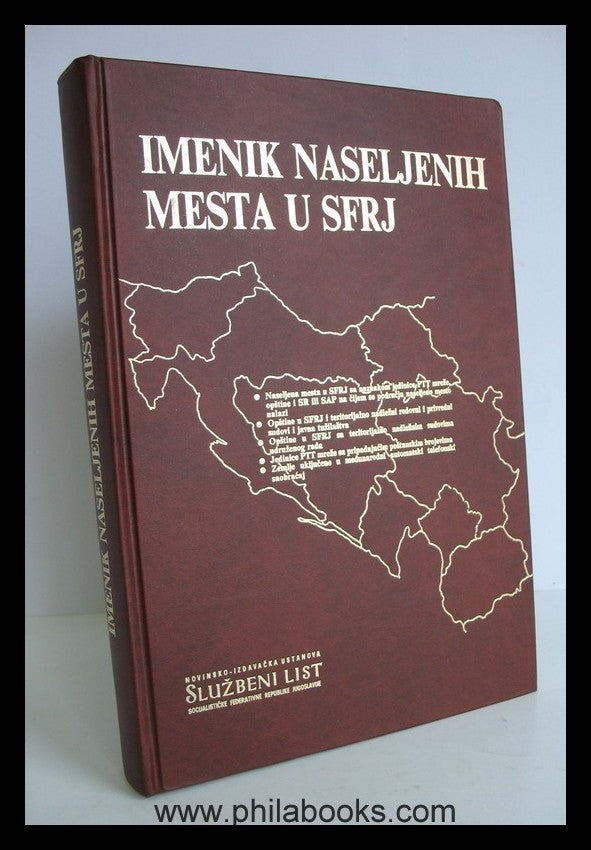 IMENIK NASELJENIH
MESTA U SFRJ
Naseljena mesta u SFRJ sa oznakom jedinice PTT mreže,
opštine i SR ili SAP na čijem se području naseljeno mesto
nalazi
Opštine u SFRJ i teritorijalno nadležni redovni i privredni
sudovi i javna tužilaštva
Opštine u SFRJ sa teritorijalno nadležnim sudovima
udruženog rada
Jedinice PTT mreže sa pripadajućim poštanskim brojevima
Zemlje uključene u međunarodni automatski telefonski
saobraćaj
NOVINSKO-IZDAVAČKA USTANOVA
SLUŽBENI LIST
SOCIJALISTIČKE FEDERATIVNE REPUBLIKE JUGOSLAVIJE
IMENIK NASELJENIH MESTA U SFRJ
www.philabooks.com